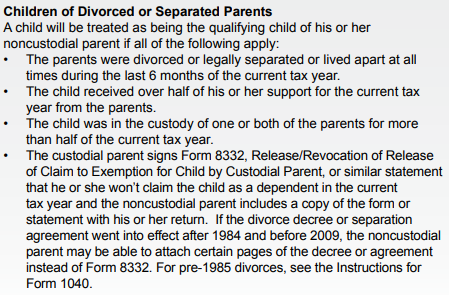 Children of Divorced or Separated Parents
A child will be treated as being the qualifying child of his or her
noncustodial parent if all of the following apply:
• The parents were divorced or legally separated or lived apart at all
times during the last 6 months of the current tax year.
• The child received over half of his or her support for the current tax
year from the parents.
• The child was in the custody of one or both of the parents for more
than half of the current tax year.
• The custodial parent signs Form 8332, Release/Revocation of Release
of Claim to Exemption for Child by Custodial Parent, or similar statement
that he or she won’t claim the child as a dependent in the current
tax year and the noncustodial parent includes a copy of the form or
statement with his or her return.  If the divorce decree or separation
agreement went into effect after 1984 and before 2009, the noncustodial
parent may be able to attach certain pages of the decree or agreement
instead of Form 8332. For pre-1985 divorces, see the Instructions for
Form 1040.